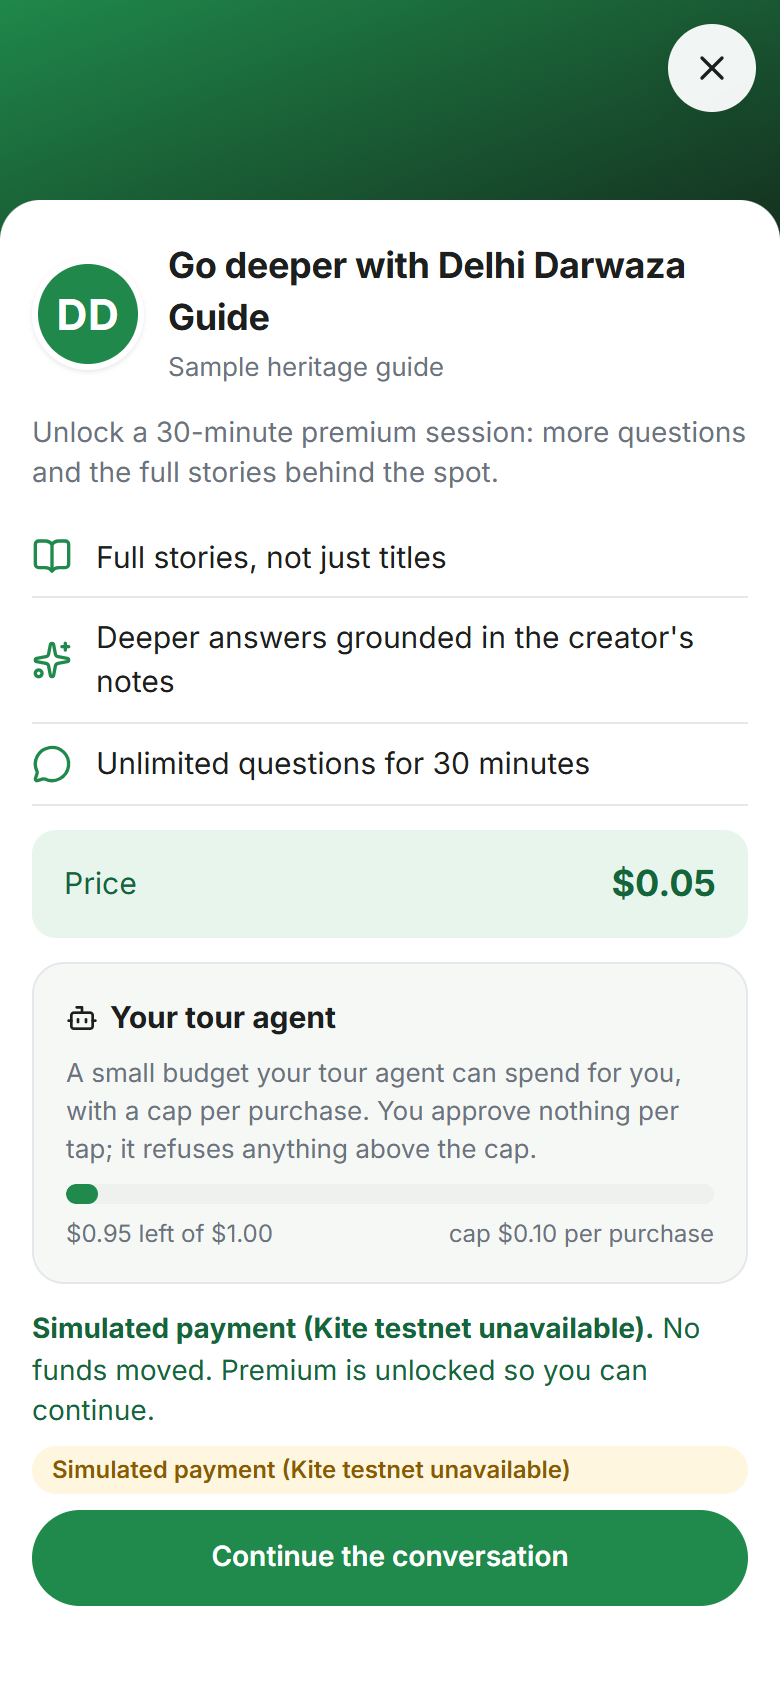 DD
Go deeper with Delhi Darwaza
Guide
Sample heritage guide
Unlock a 30-minute premium session: more questions
and the full stories behind the spot.
Full stories, not just titles
Deeper answers grounded in the creator's
notes
Unlimited questions for 30 minutes
Price $0.05
Your tour agent
A small budget your tour agent can spend for you,
with a cap per purchase. You approve nothing per
tap; it refuses anything above the cap.
$0.95 left of $1.00 cap $0.10 per purchase
Simulated payment (Kite testnet unavailable). No
funds moved. Premium is unlocked so you can
continue.
Simulated payment (Kite testnet unavailable)
Continue the conversation